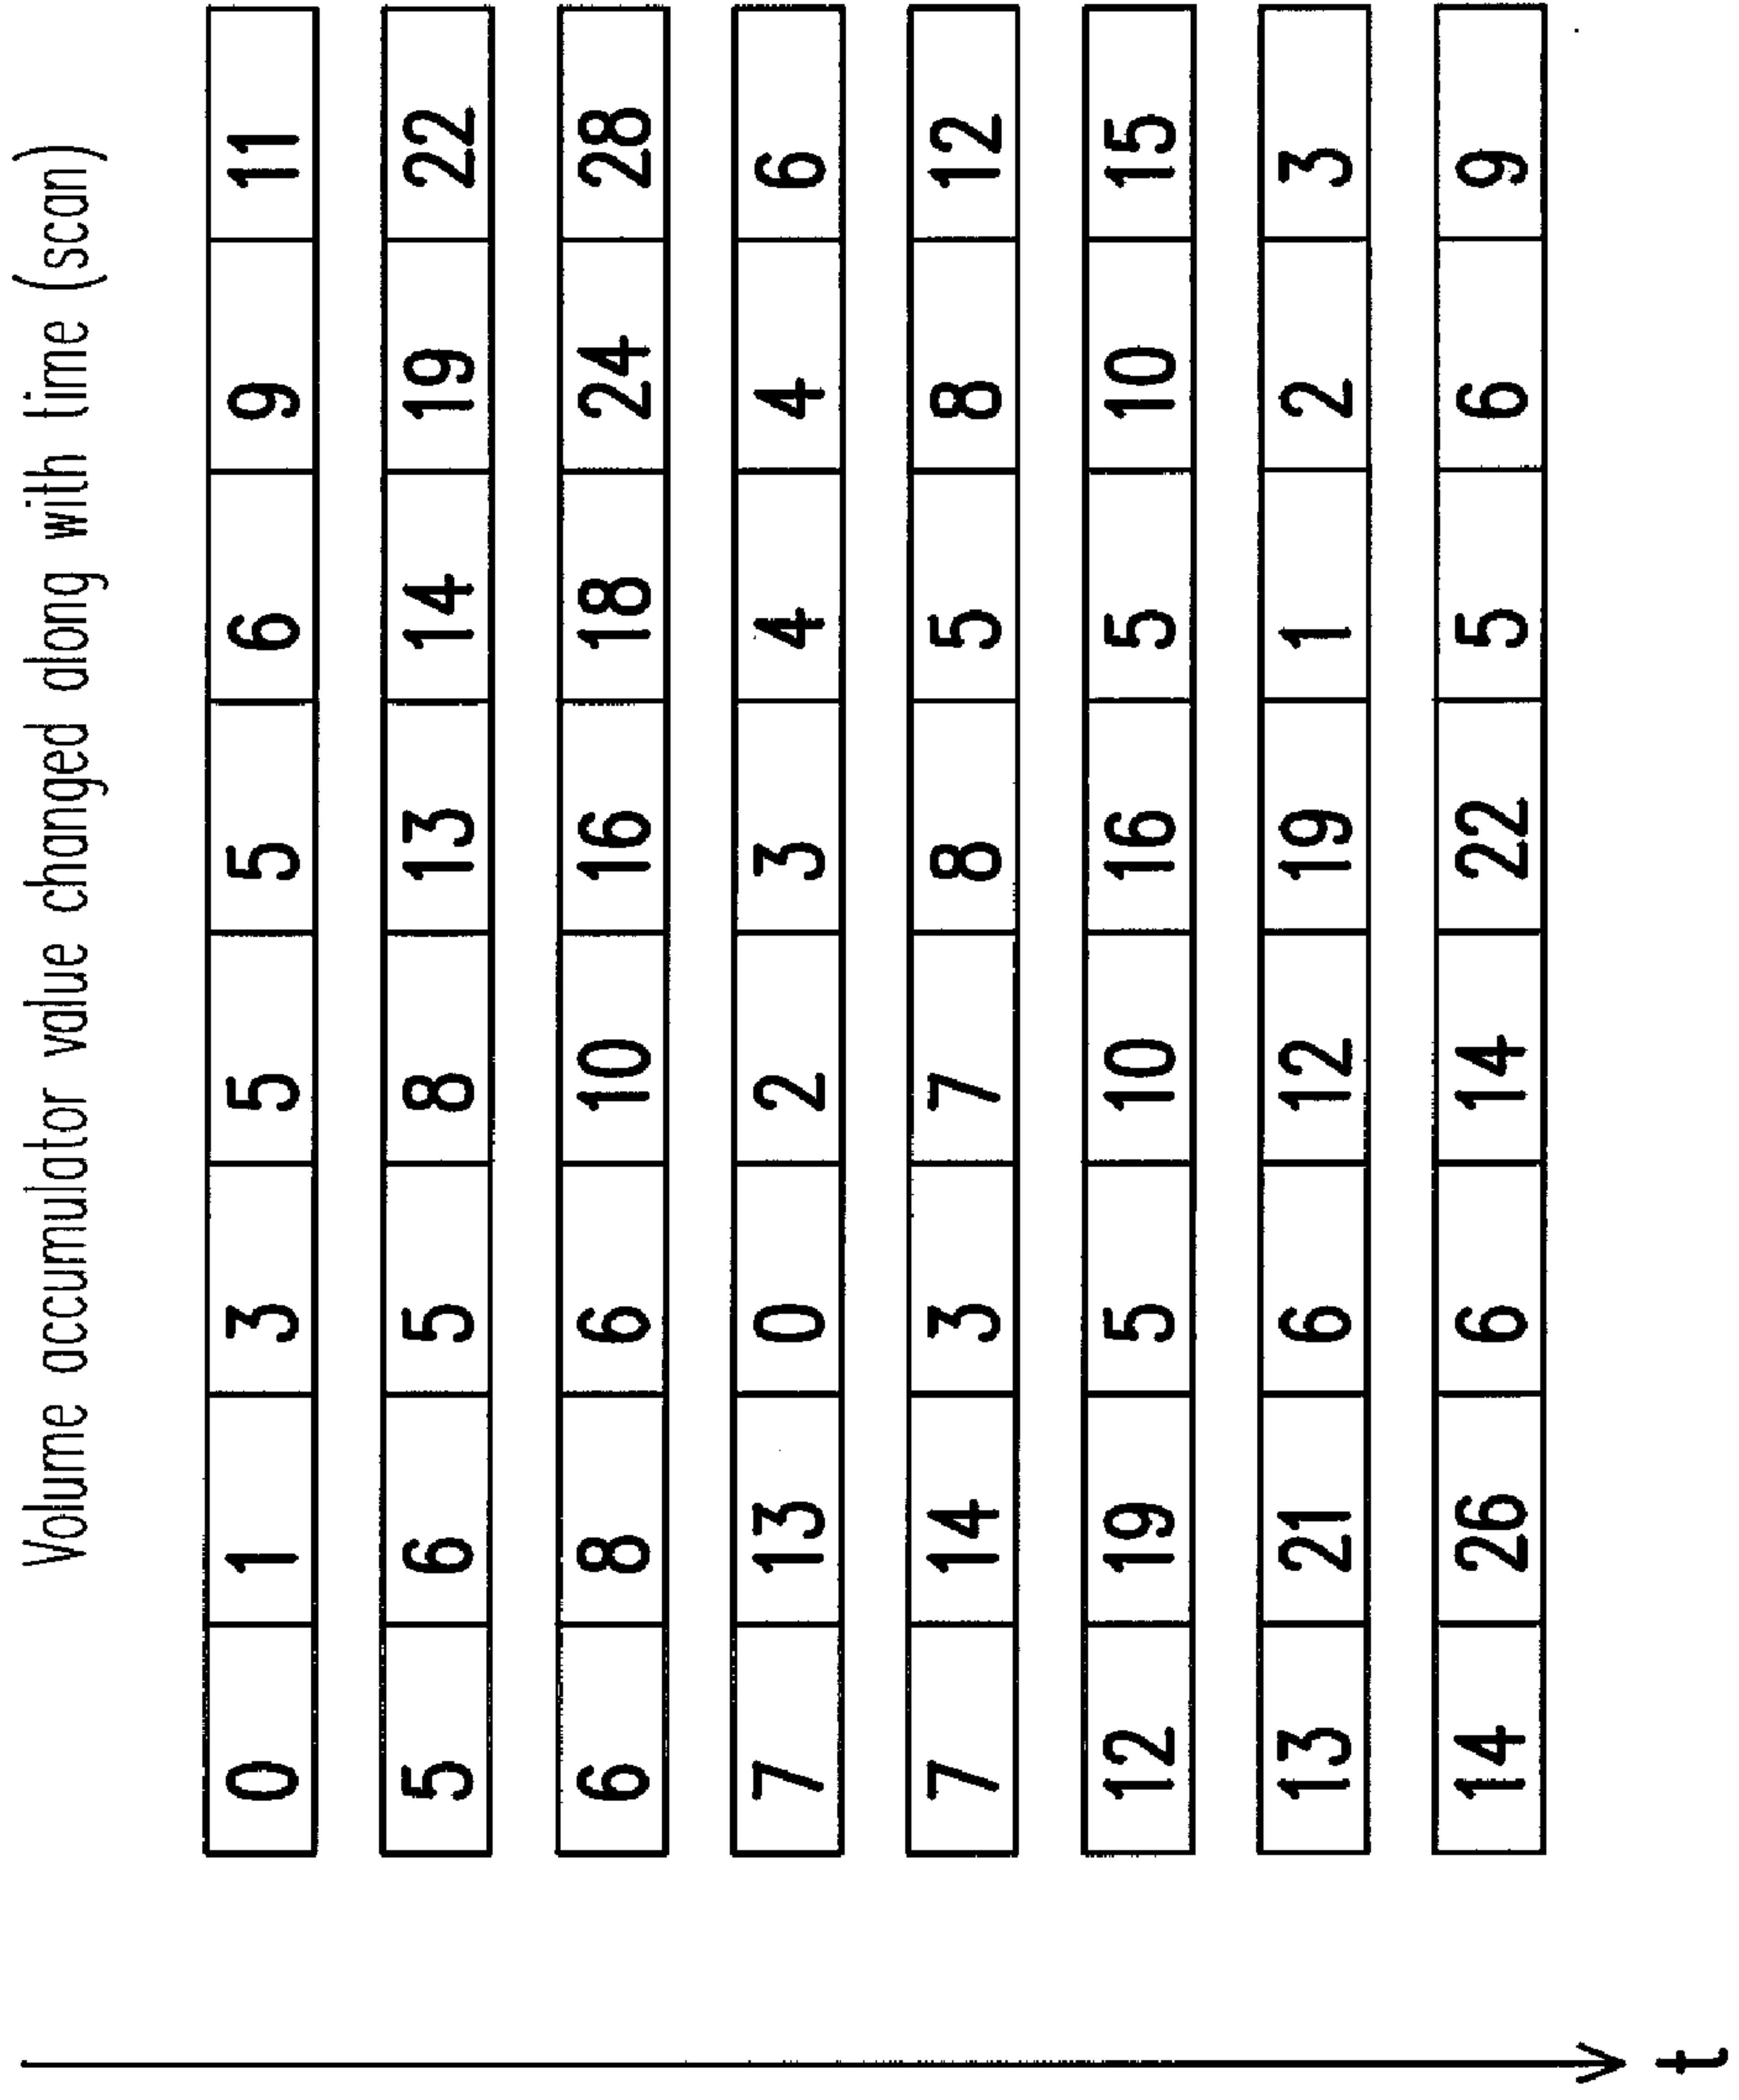 Volume accumulator value changed along with time (scan)
0 1 3 5 5 6 9 11
5 6 5 8 13 14 19 22
6 8 6 10 16 18 24 28
7 13 0 2 3 4 4 6
7 14 3 7 8 5 8 12
12 19 5 10 16 5 10 15
13 21 6 12 19 1 2 3
14 26 6 14 22 5 6 9
t